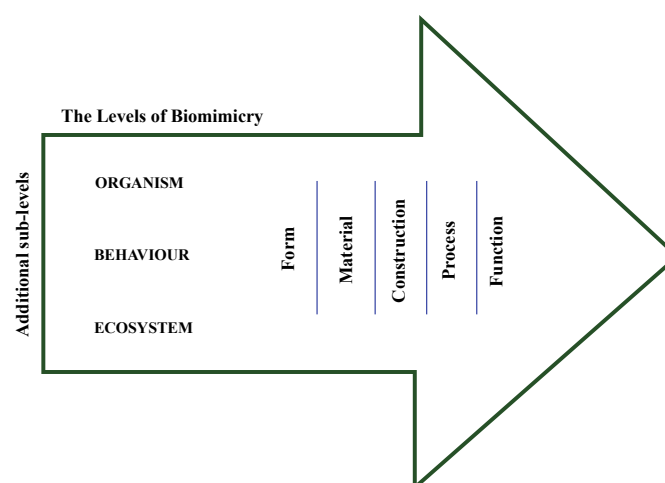 The Levels of Biomimicry
Additional sub-levels
ORGANISM
BEHAVIOUR
ECOSYSTEM
Form
Material
Construction
Process
Function